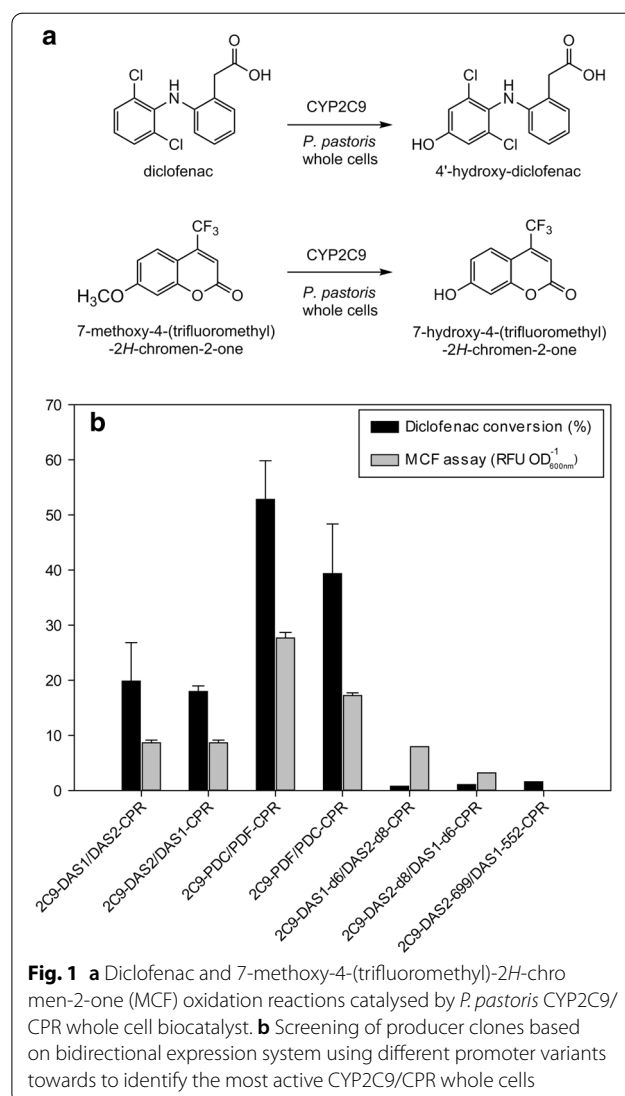 a
O
Cl
H
N
OH
Cl
diclofenac
CYP2C9
P. pastoris
whole cells
O
Cl
H
N
OH
HO
Cl
4'-hydroxy-diclofenac
CF3
H3CO
O
O
7-methoxy-4-(trifluoromethyl)
-2H-chromen-2-one
CYP2C9
P. pastoris
whole cells
CF3
HO
O
O
7-hydroxy-4-(trifluoromethyl)
-2H-chromen-2-one
b
Diclofenac conversion (%)
MCF assay (RFU OD-1 600nm)
70
60
50
40
30
20
10
0
2C9-DAS1/DAS2-CPR
2C9-DAS2/DAS1-CPR
2C9-PDC/PDF-CPR
2C9-PDF/PDC-CPR
2C9-DAS1-d6/DAS2-d8-CPR
2C9-DAS2-d8/DAS1-d6-CPR
2C9-DAS2-699/DAS1-552-CPR
Fig. 1 a Diclofenac and 7-methoxy-4-(trifluoromethyl)-2H-chro
men-2-one (MCF) oxidation reactions catalysed by P. pastoris CYP2C9/
CPR whole cell biocatalyst. b Screening of producer clones based
on bidirectional expression system using different promoter variants
towards to identify the most active CYP2C9/CPR whole cells